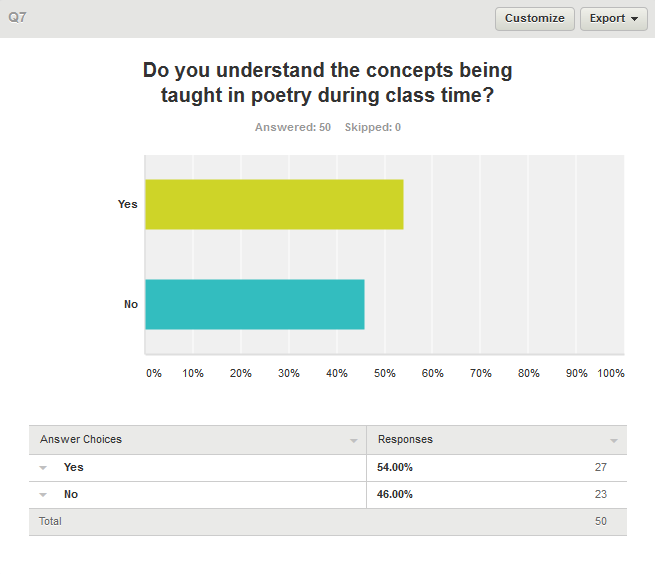 Q7
Customize Export
Do you understand the concepts being
taught in poetry during class time?
Answered: 50 Skipped: 0
Yes
No
0% 10% 20% 30% 40% 50% 60% 70% 80% 90% 100%
Answer Choices Responses
Yes 54.00% 27
No 46.00% 23
Total 50